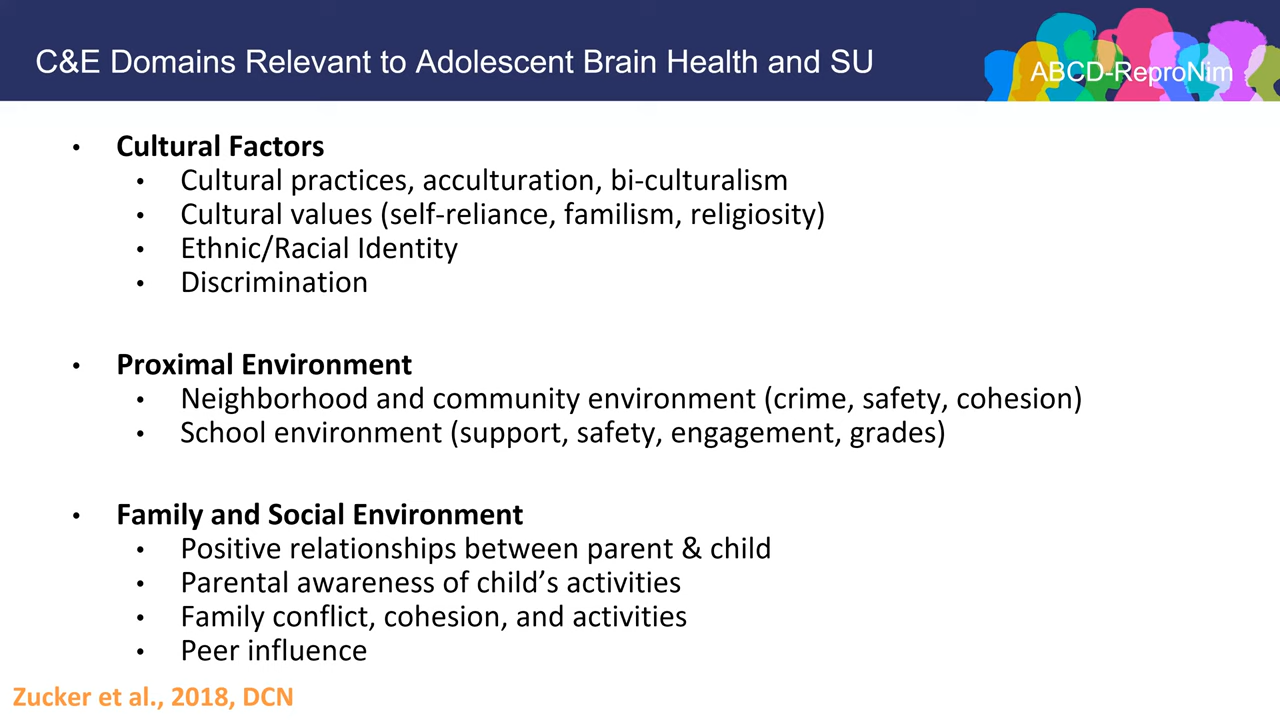 C&E Domains Relevant to Adolescent Brain Health and SU
ABCD-ReproNim
• Cultural Factors
• Cultural practices, acculturation, bi-culturalism
• Cultural values (self-reliance, familism, religiosity)
• Ethnic/Racial Identity
• Discrimination
• Proximal Environment
• Neighborhood and community environment (crime, safety, cohesion)
• School environment (support, safety, engagement, grades)
• Family and Social Environment
• Positive relationships between parent & child
• Parental awareness of child’s activities
• Family conflict, cohesion, and activities
• Peer influence
Zucker et al., 2018, DCN